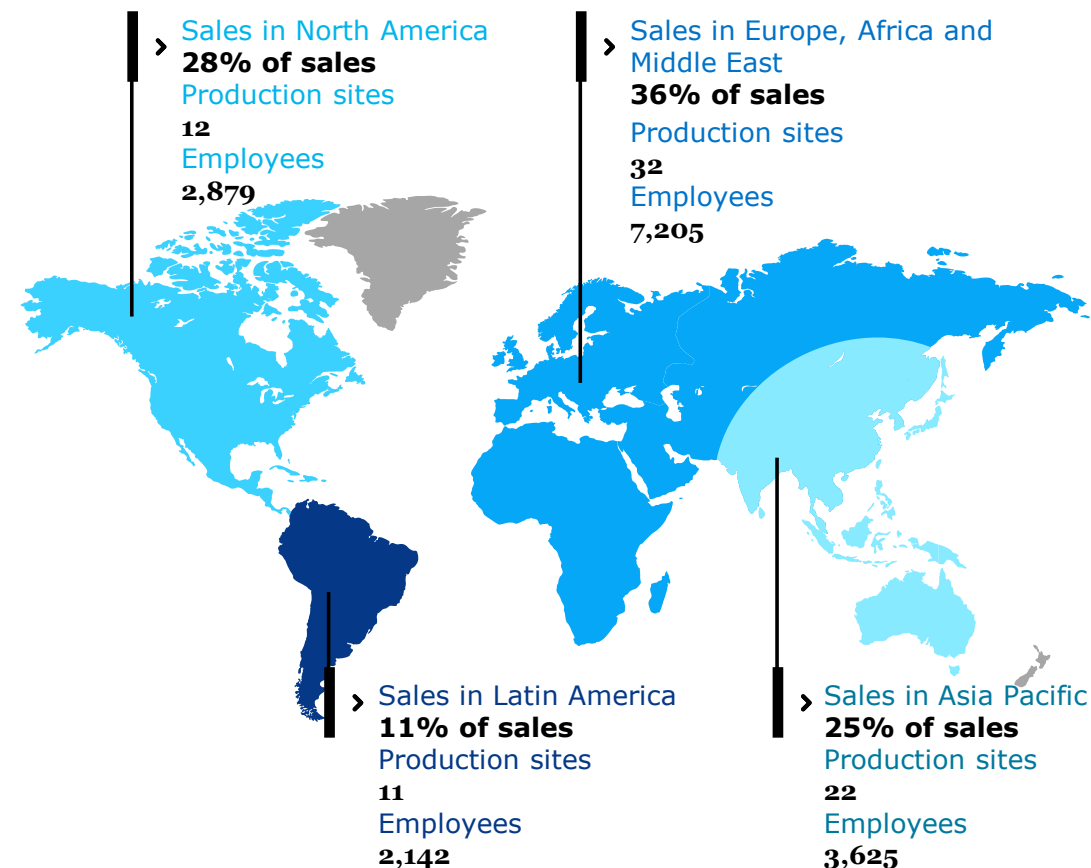 Sales in North America
28% of sales
Production sites
12
Employees
2,879
Sales in Europe, Africa and
Middle East
36% of sales
Production sites
32
Employees
7,205
Sales in Latin America
11% of sales
Production sites
11
Employees
2,142
Sales in Asia Pacific
25% of sales
Production sites
22
Employees
3,625